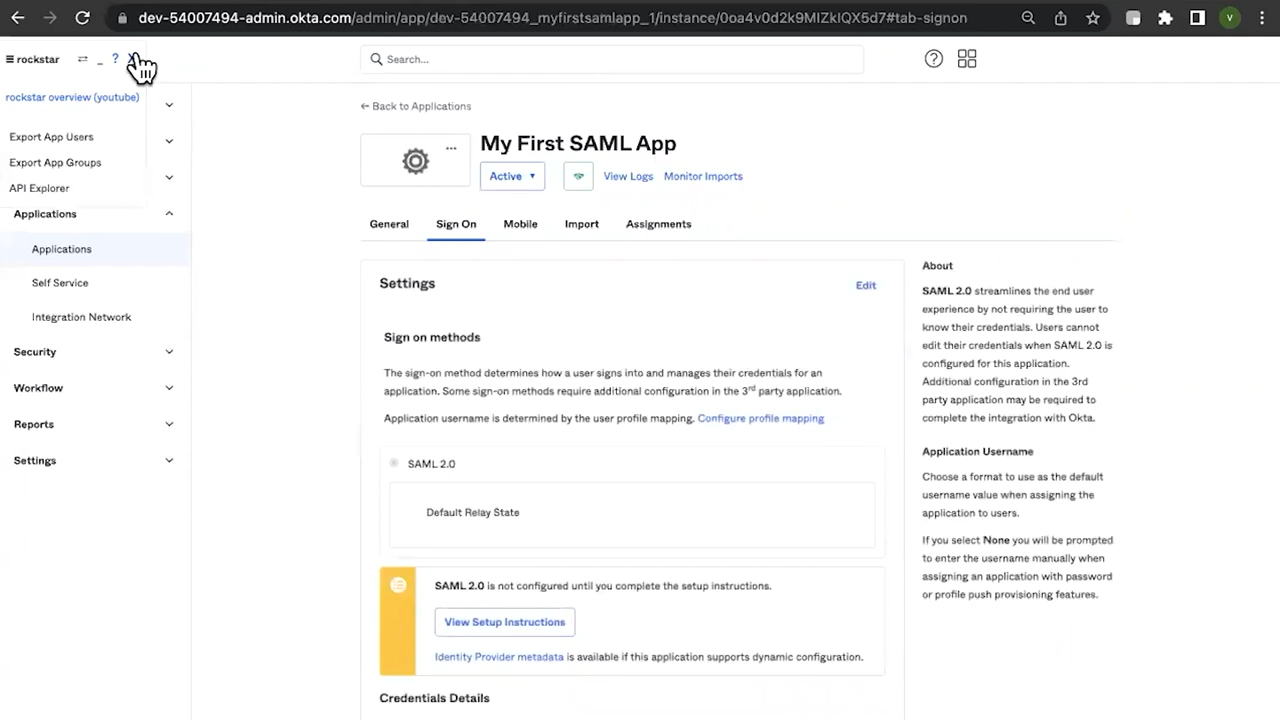 dev-54007494-admin.okta.com/admin/app/dev-54007494_myfirstsamlapp_1/instance/0oa4v0d2k9MIZkIQX5d7#tab-signon
V
rockstar
?
Search...
rockstar overview (youtube)
Export App Users
Export App Groups
API Explorer
Applications
Applications
Self Service
Integration Network
Security
Workflow
Reports
Settings
← Back to Applications
My First SAML App
Active ▼
View Logs
Monitor Imports
General
Sign On
Mobile
Import
Assignments
Settings
Edit
Sign on methods
The sign-on method determines how a user signs into and manages their credentials for an
application. Some sign-on methods require additional configuration in the 3rd party application.
Application username is determined by the user profile mapping. Configure profile mapping
SAML 2.0
Default Relay State
SAML 2.0 is not configured until you complete the setup instructions.
View Setup Instructions
Identity Provider metadata is available if this application supports dynamic configuration.
Credentials Details
About
SAML 2.0 streamlines the end user
experience by not requiring the user to
know their credentials. Users cannot
edit their credentials when SAML 2.0 is
configured for this application.
Additional configuration in the 3rd
party application may be required to
complete the integration with Okta.
Application Username
Choose a format to use as the default
username value when assigning the
application to users.
If you select None you will be prompted
to enter the username manually when
assigning an application with password
or profile push provisioning features.